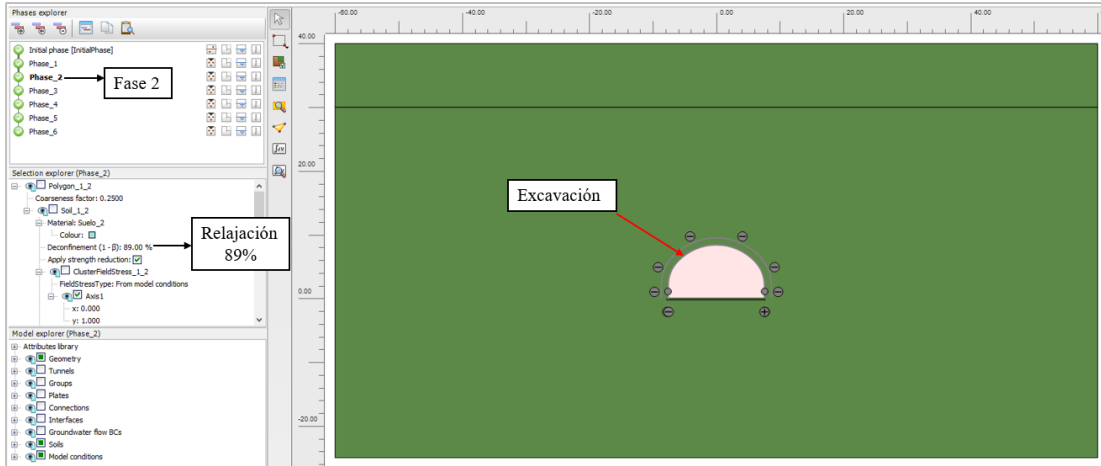 Phases explorer
Initial phase [InitialPhase]
Phase_1
Phase_2
Fase 2
Phase_3
Phase_4
Phase_5
Phase_6
Selection explorer (Phase_2)
Polygon_1_2
Coarseness factor: 0.2500
Soil_1_2
Material: Suelo_2
Colour:
Deconfinement (1 - β): 89.00 %
Relajación
89%
Apply strength reduction:
ClusterFieldStress_1_2
FieldStressType: From model conditions
Axis1
x: 0.000
y: 1.000
Model explorer (Phase_2)
Attributes library
Geometry
Tunnels
Groups
Plates
Connections
Interfaces
Groundwater flow BCs
Soils
Model conditions
f(x)
-40.00
-20.00
0.00
20.00
40.00
40.00
20.00
0.00
-20.00
Excavación